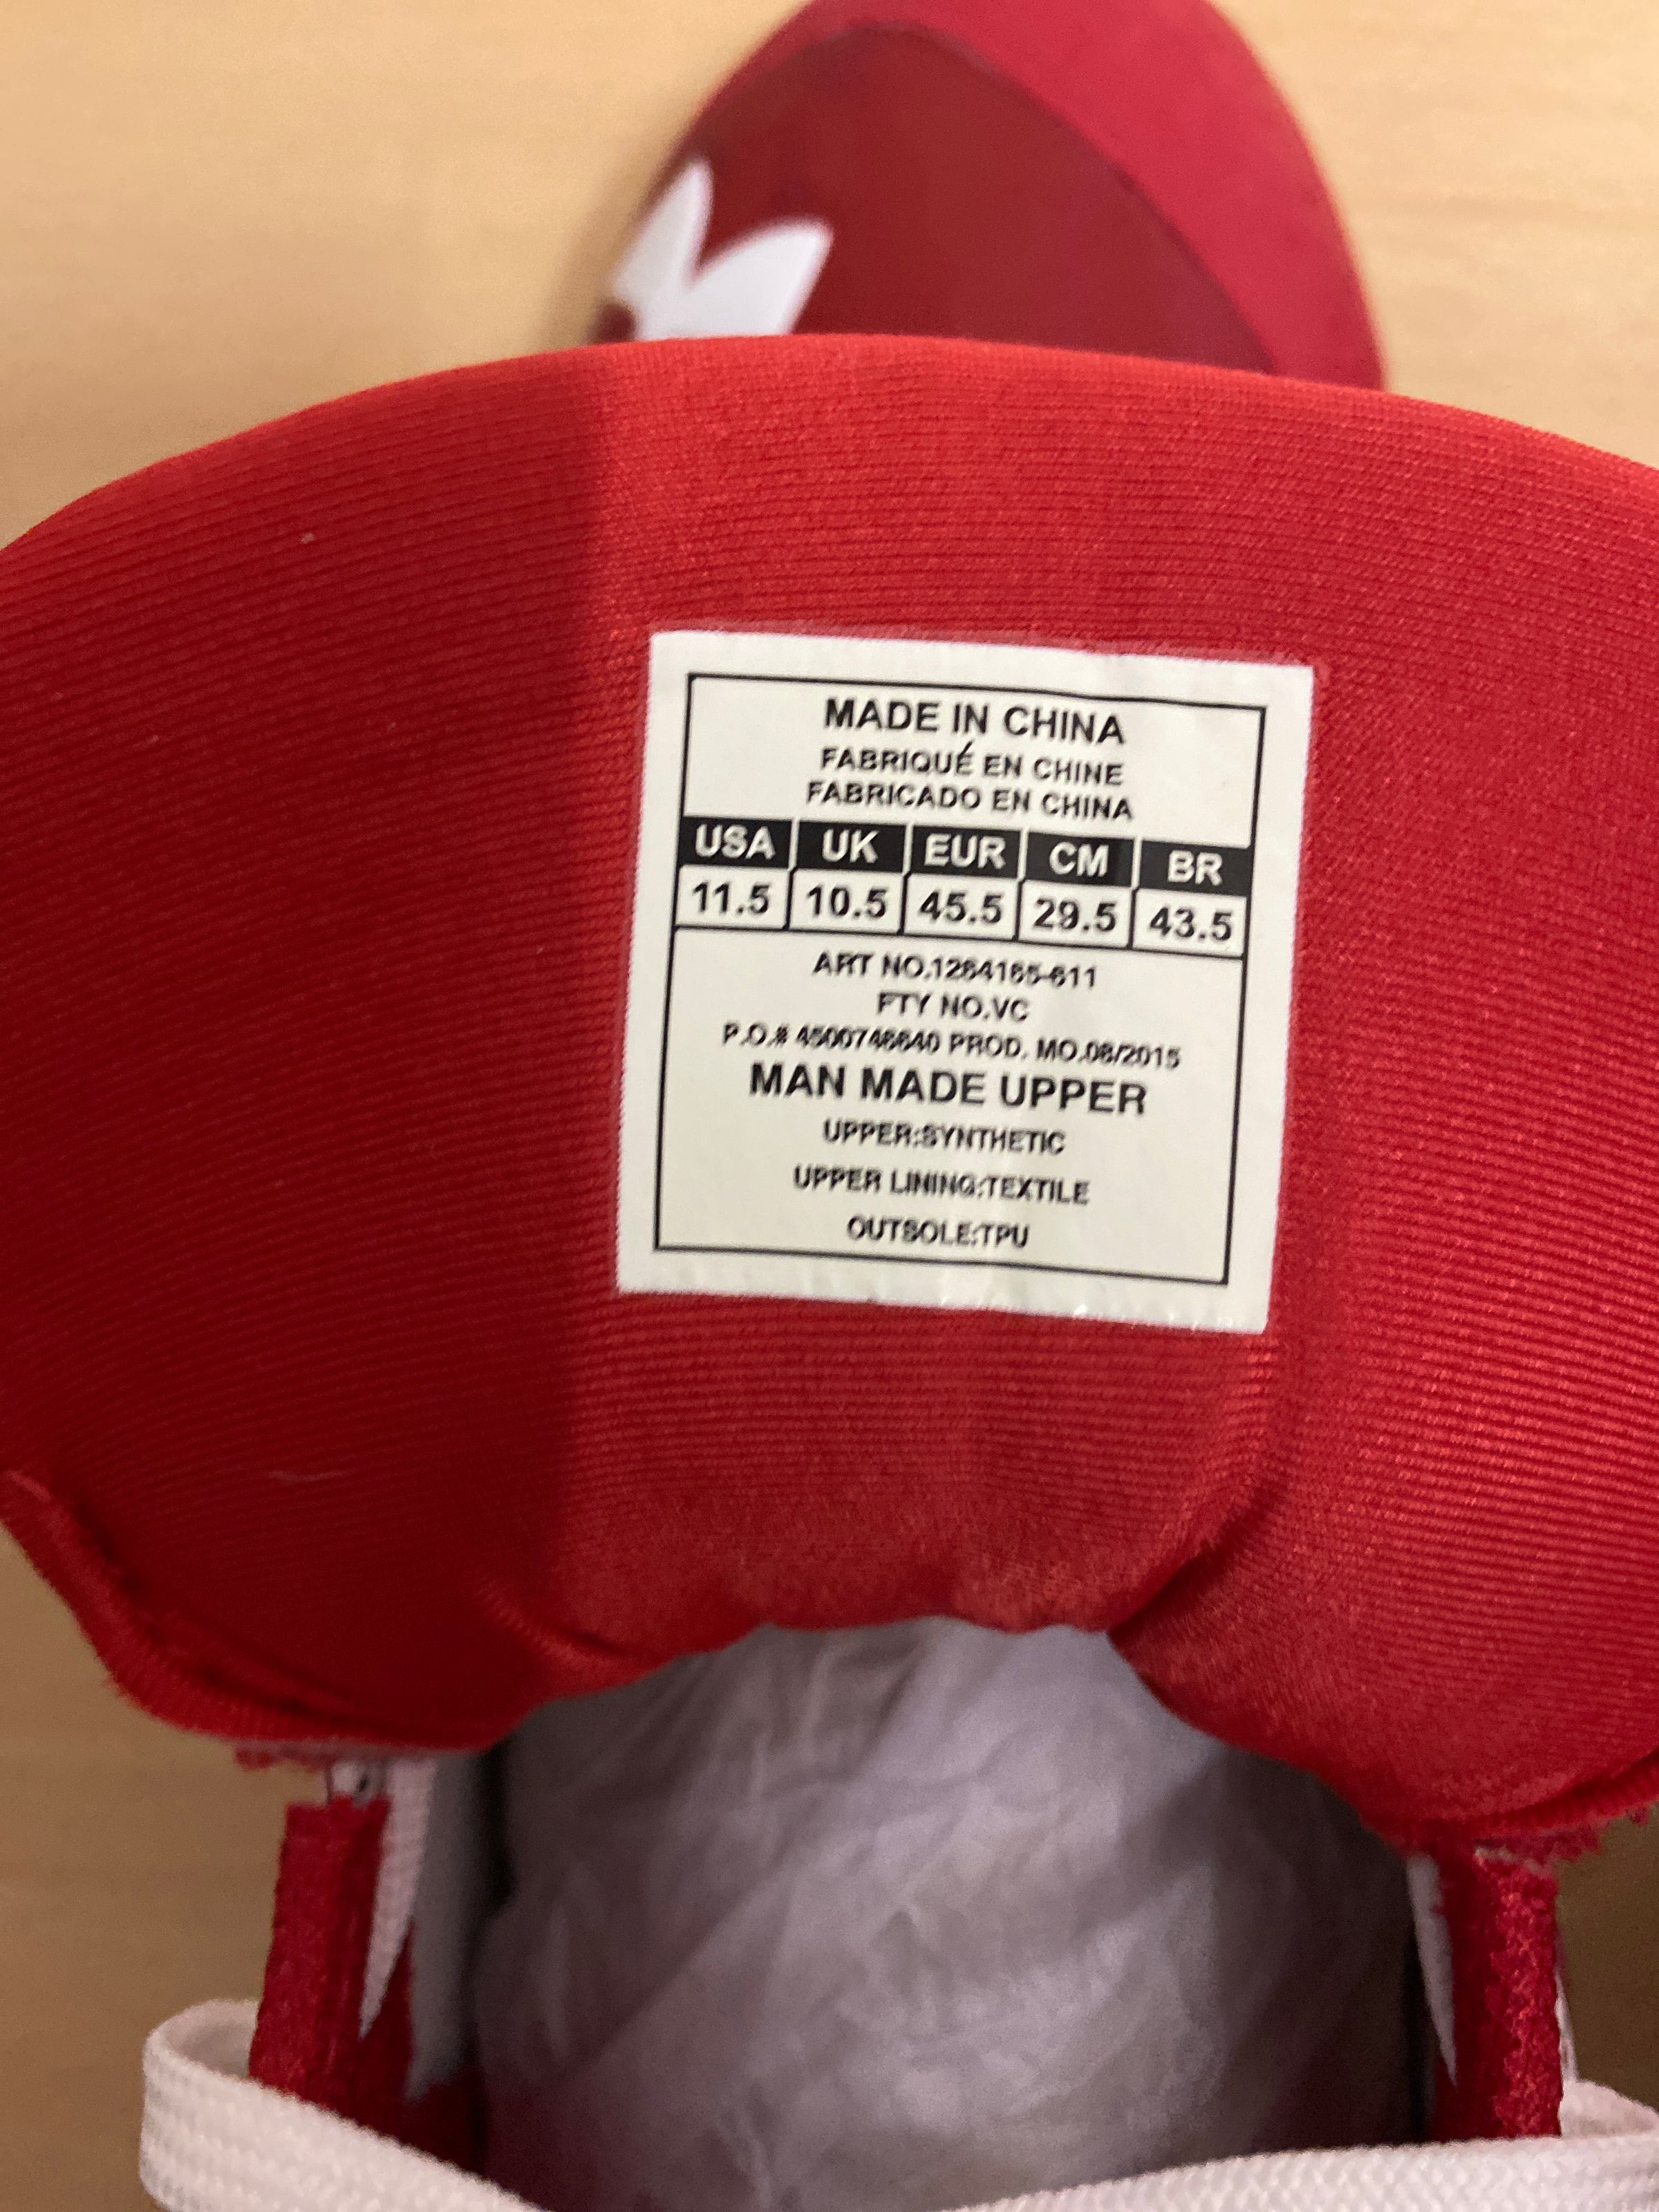 MADE IN CHINA
FABRIQUÉ EN CHINE
FABRICADO EN CHINA
USA UK EUR CM BR
11.5 10.5 45.5 29.5 43.5
ART NO.1264165-611
FTY NO.VC
P.O.# 4500746640 PROD. MO.08/2015
MAN MADE UPPER
UPPER:SYNTHETIC
UPPER LINING:TEXTILE
OUTSOLE:TPU